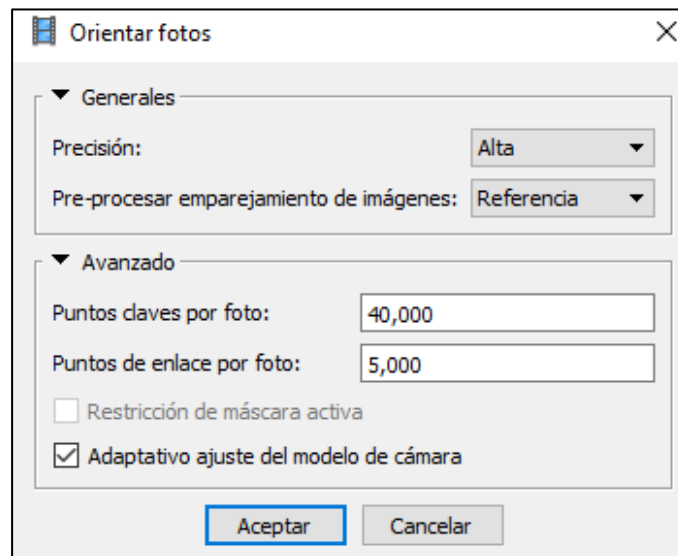 Orientar fotos
Generales
Precisión: Alta
Pre-procesar emparejamiento de imágenes: Referencia
Avanzado
Puntos claves por foto: 40,000
Puntos de enlace por foto: 5,000
Restricción de máscara activa
Adaptativo ajuste del modelo de cámara
Aceptar Cancelar